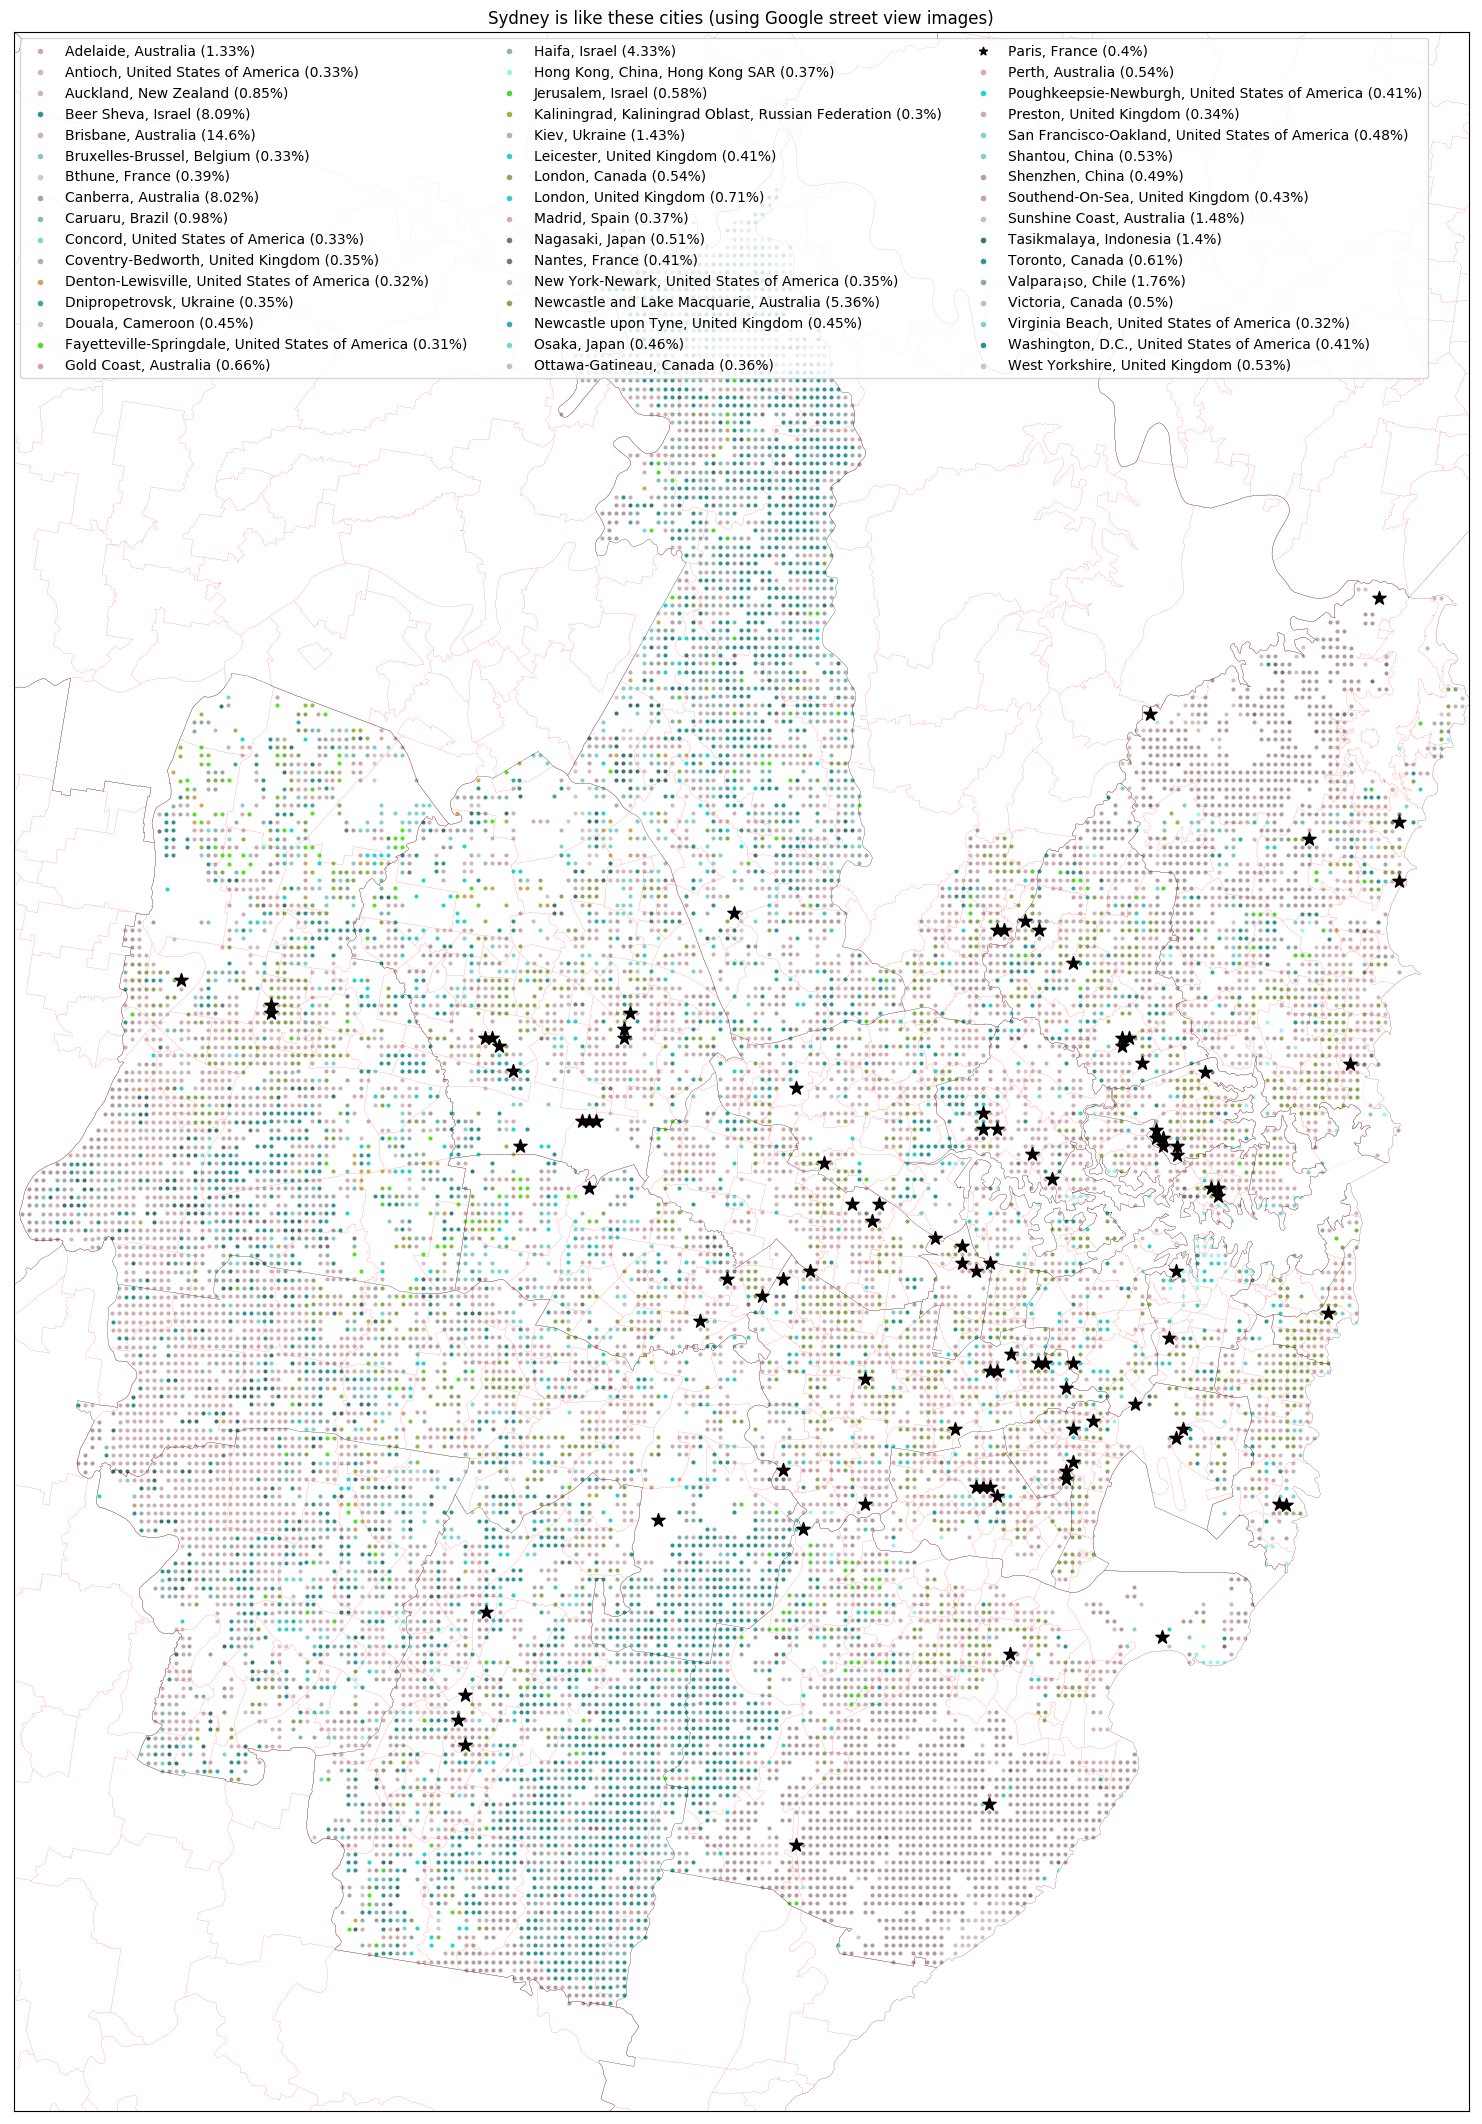 Sydney is like these cities (using Google street view images)
Adelaide, Australia (1.33%)
Antioch, United States of America (0.33%)
Auckland, New Zealand (0.85%)
Beer Sheva, Israel (8.09%)
Brisbane, Australia (14.6%)
Bruxelles-Brussel, Belgium (0.33%)
Bthune, France (0.39%)
Canberra, Australia (8.02%)
Caruaru, Brazil (0.98%)
Concord, United States of America (0.33%)
Coventry-Bedworth, United Kingdom (0.35%)
Denton-Lewisville, United States of America (0.32%)
Dnipropetrovsk, Ukraine (0.35%)
Douala, Cameroon (0.45%)
Fayetteville-Springdale, United States of America (0.31%)
Gold Coast, Australia (0.66%)
Haifa, Israel (4.33%)
Hong Kong, China, Hong Kong SAR (0.37%)
Jerusalem, Israel (0.58%)
Kaliningrad, Kaliningrad Oblast, Russian Federation (0.3%)
Kiev, Ukraine (1.43%)
Leicester, United Kingdom (0.41%)
London, Canada (0.54%)
London, United Kingdom (0.71%)
Madrid, Spain (0.37%)
Nagasaki, Japan (0.51%)
Nantes, France (0.41%)
New York-Newark, United States of America (0.35%)
Newcastle and Lake Macquarie, Australia (5.36%)
Newcastle upon Tyne, United Kingdom (0.45%)
Osaka, Japan (0.46%)
Ottawa-Gatineau, Canada (0.36%)
Paris, France (0.4%)
Perth, Australia (0.54%)
Poughkeepsie-Newburgh, United States of America (0.41%)
Preston, United Kingdom (0.34%)
San Francisco-Oakland, United States of America (0.48%)
Shantou, China (0.53%)
Shenzhen, China (0.49%)
Southend-On-Sea, United Kingdom (0.43%)
Sunshine Coast, Australia (1.48%)
Tasikmalaya, Indonesia (1.4%)
Toronto, Canada (0.61%)
Valpara¡so, Chile (1.76%)
Victoria, Canada (0.5%)
Virginia Beach, United States of America (0.32%)
Washington, D.C., United States of America (0.41%)
West Yorkshire, United Kingdom (0.53%)